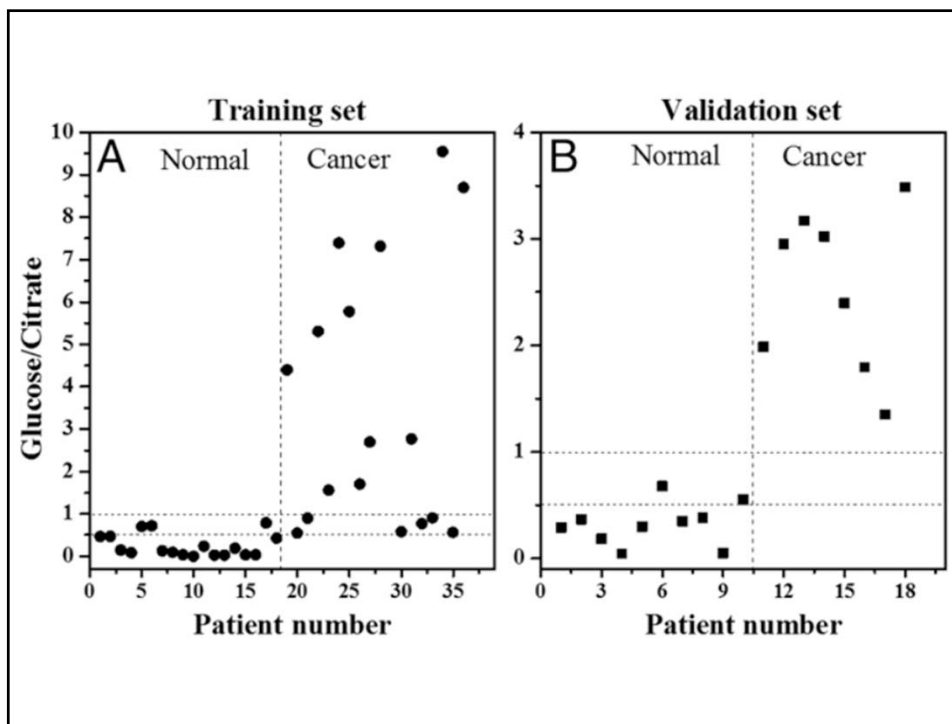 Training set
A Normal Cancer
Glucose/Citrate
10
9
8
7
6
5
4
3
2
1
0
0 5 10 15 20 25 30 35
Patient number
Validation set
B Normal Cancer
4
3
2
1
0
0 3 6 9 12 15 18
Patient number